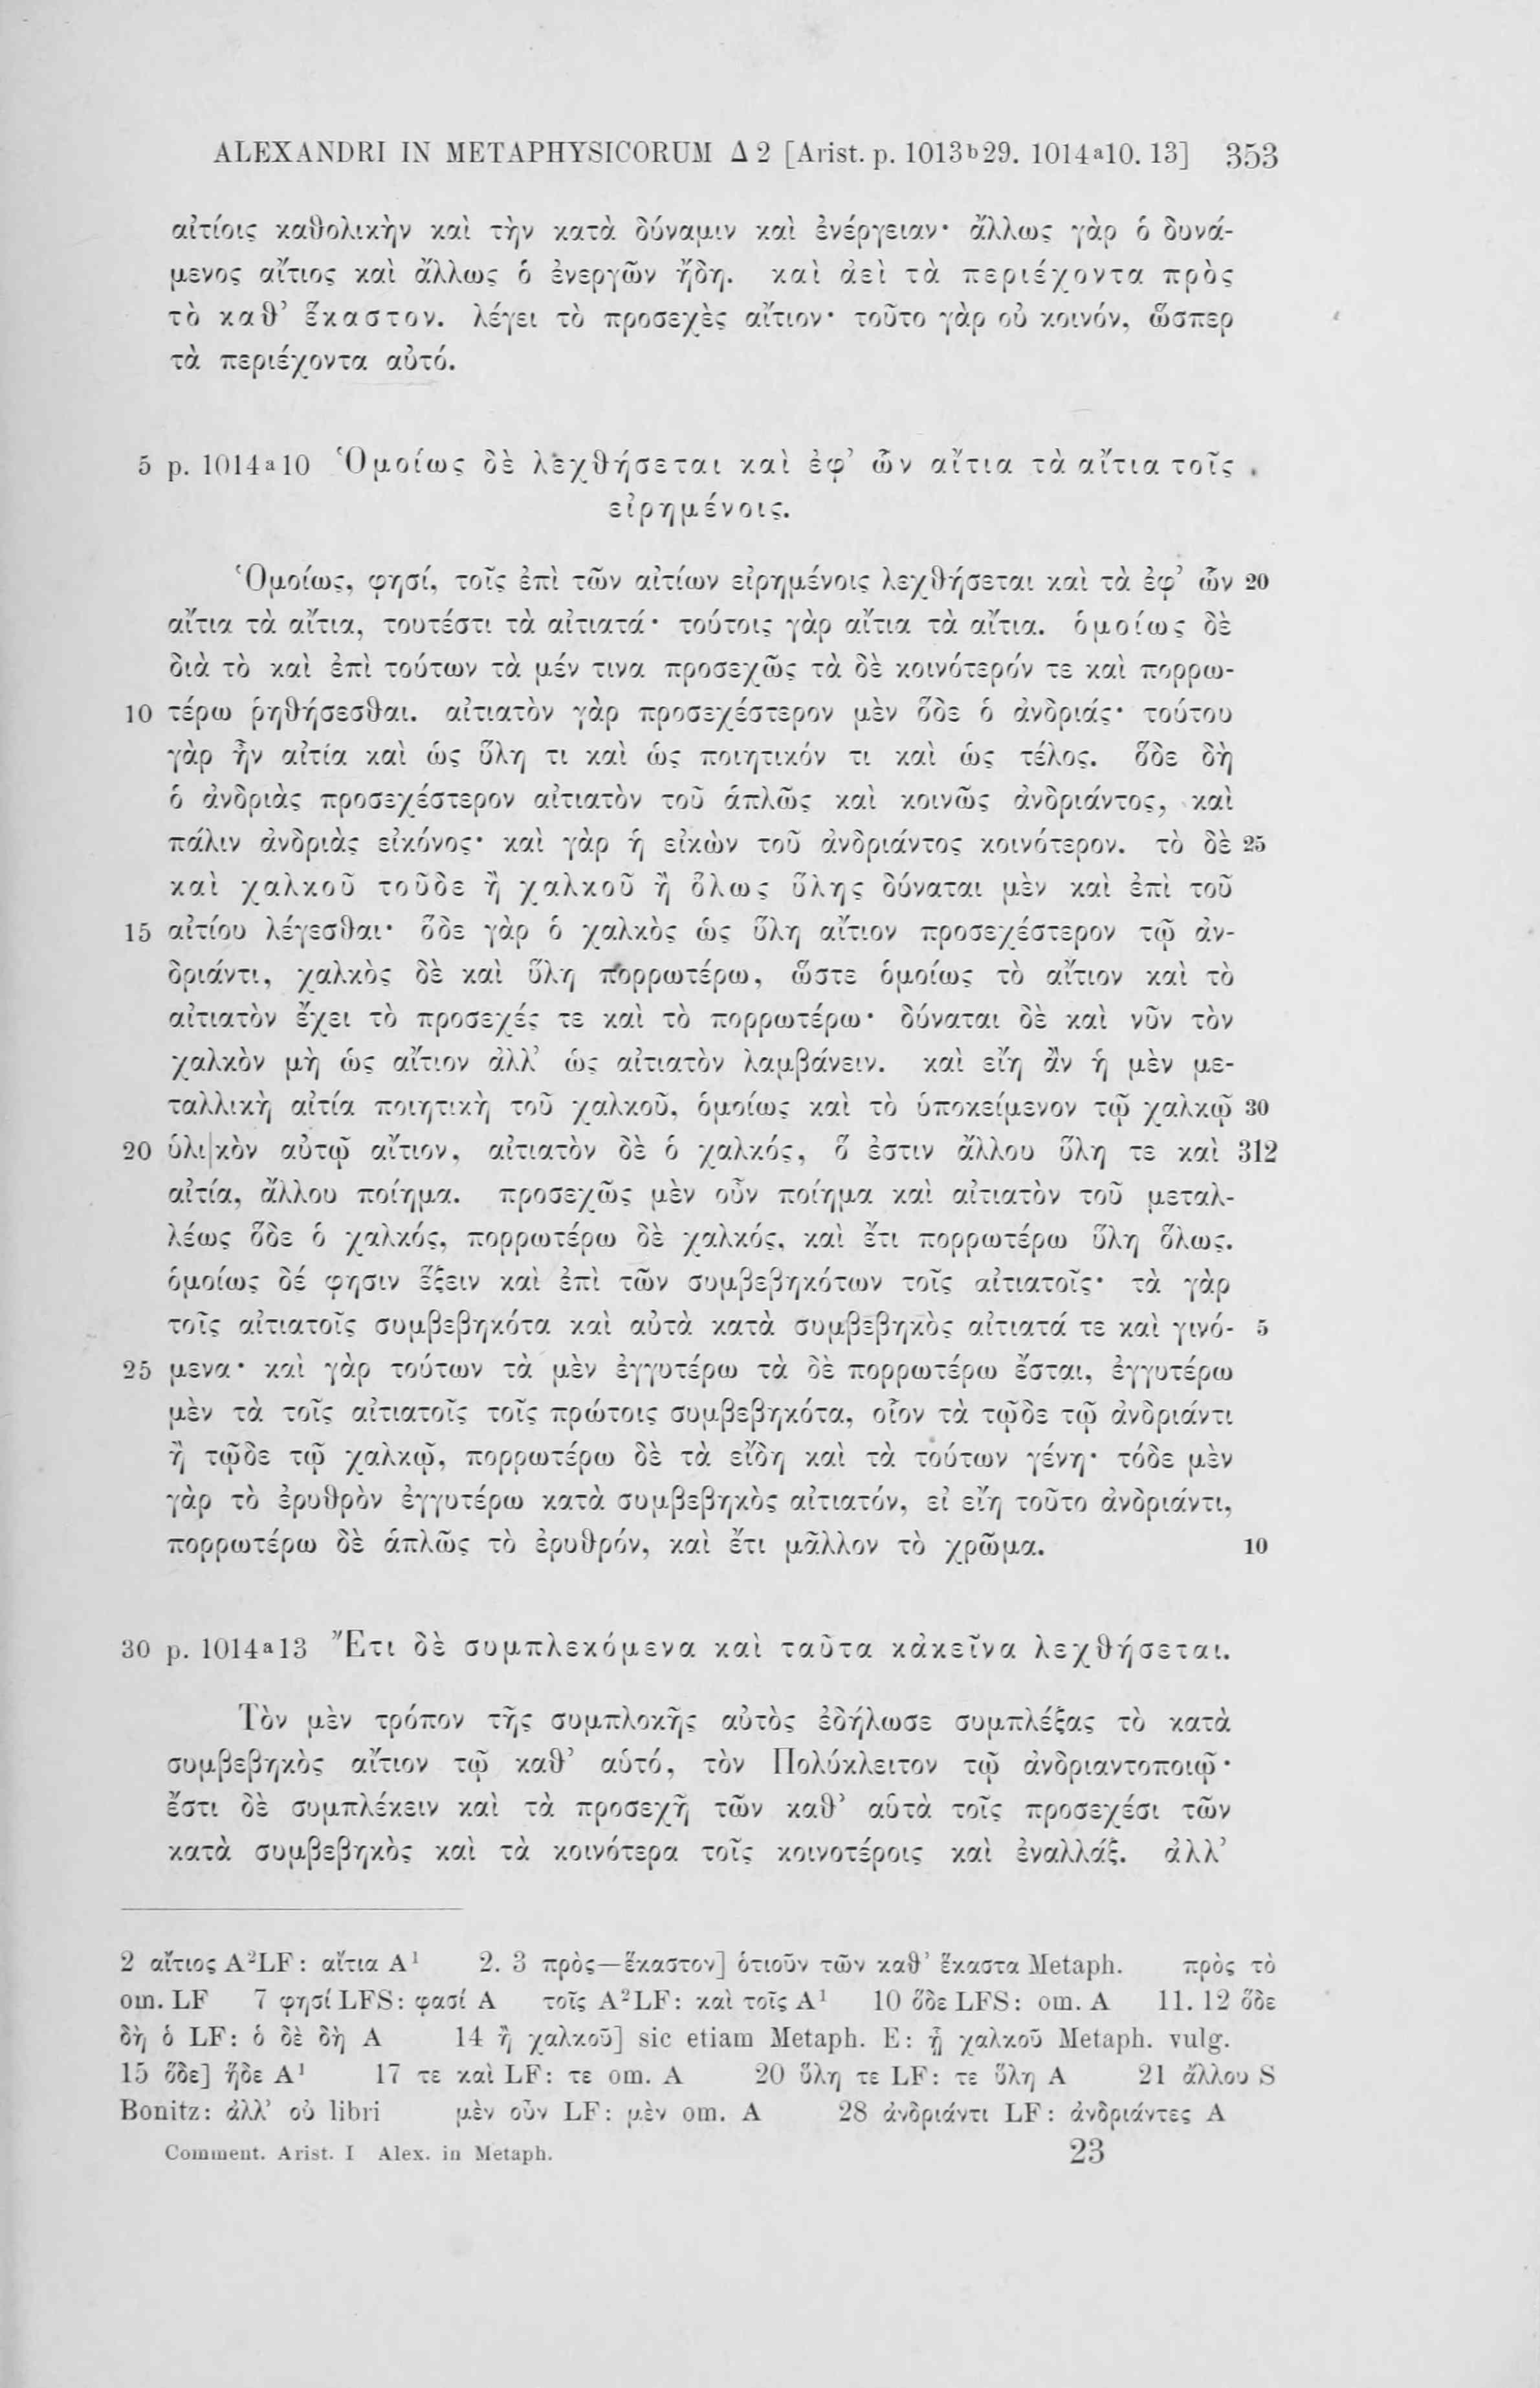 ALEXANDRI IN METAPHYSICORUM Δ 2 [Arist. p. 1013b29. 1014a10. 13] 353
αἰτίοις καθολικὴν καὶ τὴν κατὰ δύναμιν καὶ ἐνέργειαν· ἄλλως γὰρ ὁ δυνά-
μενος αἴτιος καὶ ἄλλως ὁ ἐνεργῶν ἤδη. καὶ ἀεὶ τὰ περιέχοντα πρὸς
τὸ καθ’ ἕκαστον. λέγει τὸ προσεχὲς αἴτιον· τοῦτο γὰρ οὐ κοινόν, ὥσπερ
τὰ περιέχοντα αὐτό.
5 p. 1014a10 Ὁμοίως δὲ λεχθήσεται καὶ ἐφ’ ὧν αἴτια τὰ αἴτια τοῖς
εἰρημένοις.
Ὁμοίως, φησί, τοῖς ἐπὶ τῶν αἰτίων εἰρημένοις λεχθήσεται καὶ τὰ ἐφ’ ὧν 20
αἴτια τὰ αἴτια, τουτέστι τὰ αἰτιατά· τούτοις γὰρ αἴτια τὰ αἴτια. ὁμοίως δὲ
διὰ τὸ καὶ ἐπὶ τούτων τὰ μέν τινα προσεχῶς τὰ δὲ κοινότερόν τε καὶ πορρω-
10 τέρω ῥηθήσεσθαι. αἰτιατὸν γὰρ προσεχέστερον μὲν ὅδε ὁ ἀνδριάς· τούτου
γὰρ ἦν αἰτία καὶ ὡς ὕλη τι καὶ ὡς ποιητικόν τι καὶ ὡς τέλος. ὅδε δὴ
ὁ ἀνδριὰς προσεχέστερον αἰτιατὸν τοῦ ἁπλῶς καὶ κοινῶς ἀνδριάντος, καὶ
πάλιν ἀνδριὰς εἰκόνος· καὶ γὰρ ἡ εἰκὼν τοῦ ἀνδριάντος κοινότερον. τὸ δὲ 25
καὶ χαλκοῦ τοῦδε ἢ χαλκοῦ ἢ ὅλως ὕλης δύναται μὲν καὶ ἐπὶ τοῦ
15 αἰτίου λέγεσθαι· ὅδε γὰρ ὁ χαλκὸς ὡς ὕλη αἴτιον προσεχέστερον τῷ ἀν-
δριάντι, χαλκὸς δὲ καὶ ὕλη πορρωτέρω, ὥστε ὁμοίως τὸ αἴτιον καὶ τὸ
αἰτιατὸν ἔχει τὸ προσεχές τε καὶ τὸ πορρωτέρω· δύναται δὲ καὶ νῦν τὸν
χαλκὸν μὴ ὡς αἴτιον ἀλλ’ ὡς αἰτιατὸν λαμβάνειν. καὶ εἴη ἂν ἡ μὲν με-
ταλλικὴ αἰτία ποιητικὴ τοῦ χαλκοῦ, ὁμοίως καὶ τὸ ὑποκείμενον τῷ χαλκῷ 30
20 ὑλι|κὸν αὐτῷ αἴτιον, αἰτιατὸν δὲ ὁ χαλκός, ὅ ἐστιν ἄλλου ὕλη τε καὶ 312
αἰτία, ἄλλου ποίημα. προσεχῶς μὲν οὖν ποίημα καὶ αἰτιατὸν τοῦ μεταλ-
λέως ὅδε ὁ χαλκός, πορρωτέρω δὲ χαλκός, καὶ ἔτι πορρωτέρω ὕλη ὅλως.
ὁμοίως δέ φησιν ἕξειν καὶ ἐπὶ τῶν συμβεβηκότων τοῖς αἰτιατοῖς· τὰ γὰρ
τοῖς αἰτιατοῖς συμβεβηκότα καὶ αὐτὰ κατὰ συμβεβηκὸς αἰτιατά τε καὶ γινό- 5
25 μενα· καὶ γὰρ τούτων τὰ μὲν ἐγγυτέρω τὰ δὲ πορρωτέρω ἔσται, ἐγγυτέρω
μὲν τὰ τοῖς αἰτιατοῖς τοῖς πρώτοις συμβεβηκότα, οἷον τὰ τῷδε τῷ ἀνδριάντι
ἢ τῷδε τῷ χαλκῷ, πορρωτέρω δὲ τὰ εἴδη καὶ τὰ τούτων γένη· τόδε μὲν
γὰρ τὸ ἐρυθρὸν ἐγγυτέρω κατὰ συμβεβηκὸς αἰτιατόν, εἰ εἴη τοῦτο ἀνδριάντι,
πορρωτέρω δὲ ἁπλῶς τὸ ἐρυθρόν, καὶ ἔτι μᾶλλον τὸ χρῶμα. 10
30 p. 1014a13 Ἔτι δὲ συμπλεκόμενα καὶ ταῦτα κἀκεῖνα λεχθήσεται.
Τὸν μὲν τρόπον τῆς συμπλοκῆς αὐτὸς ἐδήλωσε συμπλέξας τὸ κατὰ
συμβεβηκὸς αἴτιον τῷ καθ’ αὑτό, τὸν Πολύκλειτον τῷ ἀνδριαντοποιῷ·
ἔστι δὲ συμπλέκειν καὶ τὰ προσεχῆ τῶν καθ’ αὑτὰ τοῖς προσεχέσι τῶν
κατὰ συμβεβηκὸς καὶ τὰ κοινότερα τοῖς κοινοτέροις καὶ ἐναλλάξ. ἀλλ’
2 αἴτιος A²LF: αἴτια A¹ 2. 3 πρὸς—ἕκαστον] ὁτιοῦν τῶν καθ’ ἕκαστα Metaph. πρὸς τὸ
om. LF 7 φησί LFS: φασί A τοῖς A²LF: καὶ τοῖς A¹ 10 ὅδε LFS: om. A 11. 12 ὅδε
δὴ ὁ LF: ὁ δὲ δὴ A 14 ἢ χαλκοῦ] sic etiam Metaph. E: ᾗ χαλκοῦ Metaph. vulg.
15 ὅδε] ἥδε A¹ 17 τε καὶ LF: τε om. A 20 ὕλη τε LF: τε ὕλη A 21 ἄλλου S
Bonitz: ἀλλ’ οὐ libri μὲν οὖν LF: μὲν om. A 28 ἀνδριάντι LF: ἀνδριάντες A
Comment. Arist. I Alex. in Metaph. 23